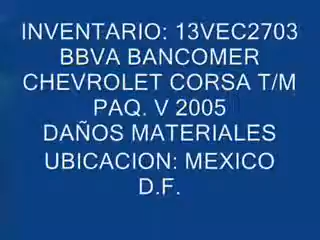 INVENTARIO: 13VEC2703
BBVA BANCOMER
CHEVROLET CORSA T/M
PAQ. V 2005
DAÑOS MATERIALES
UBICACION: MEXICO
D.F.